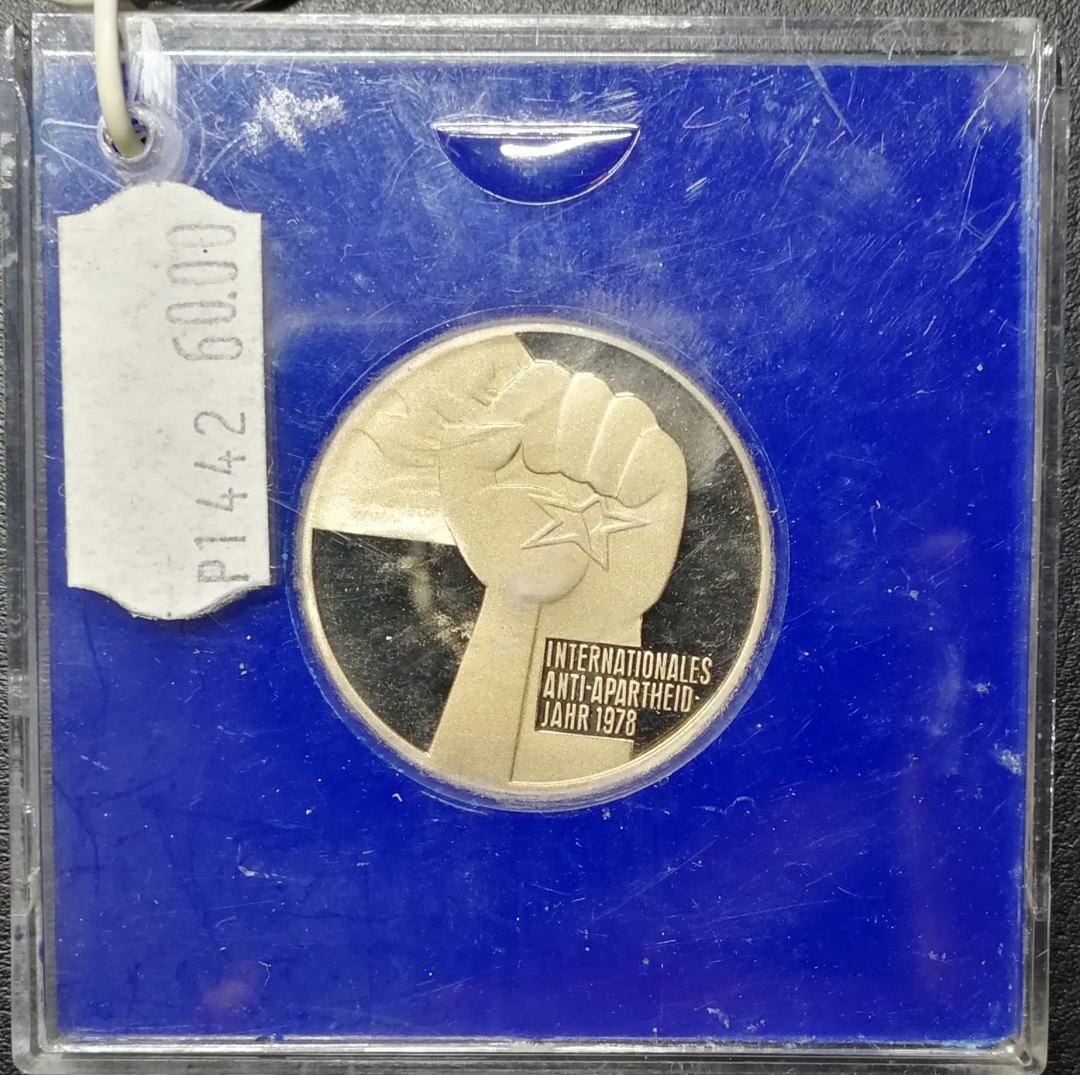 P1442 60.00
INTERNATIONALES
ANTI-APARTHEID-
JAHR 1978